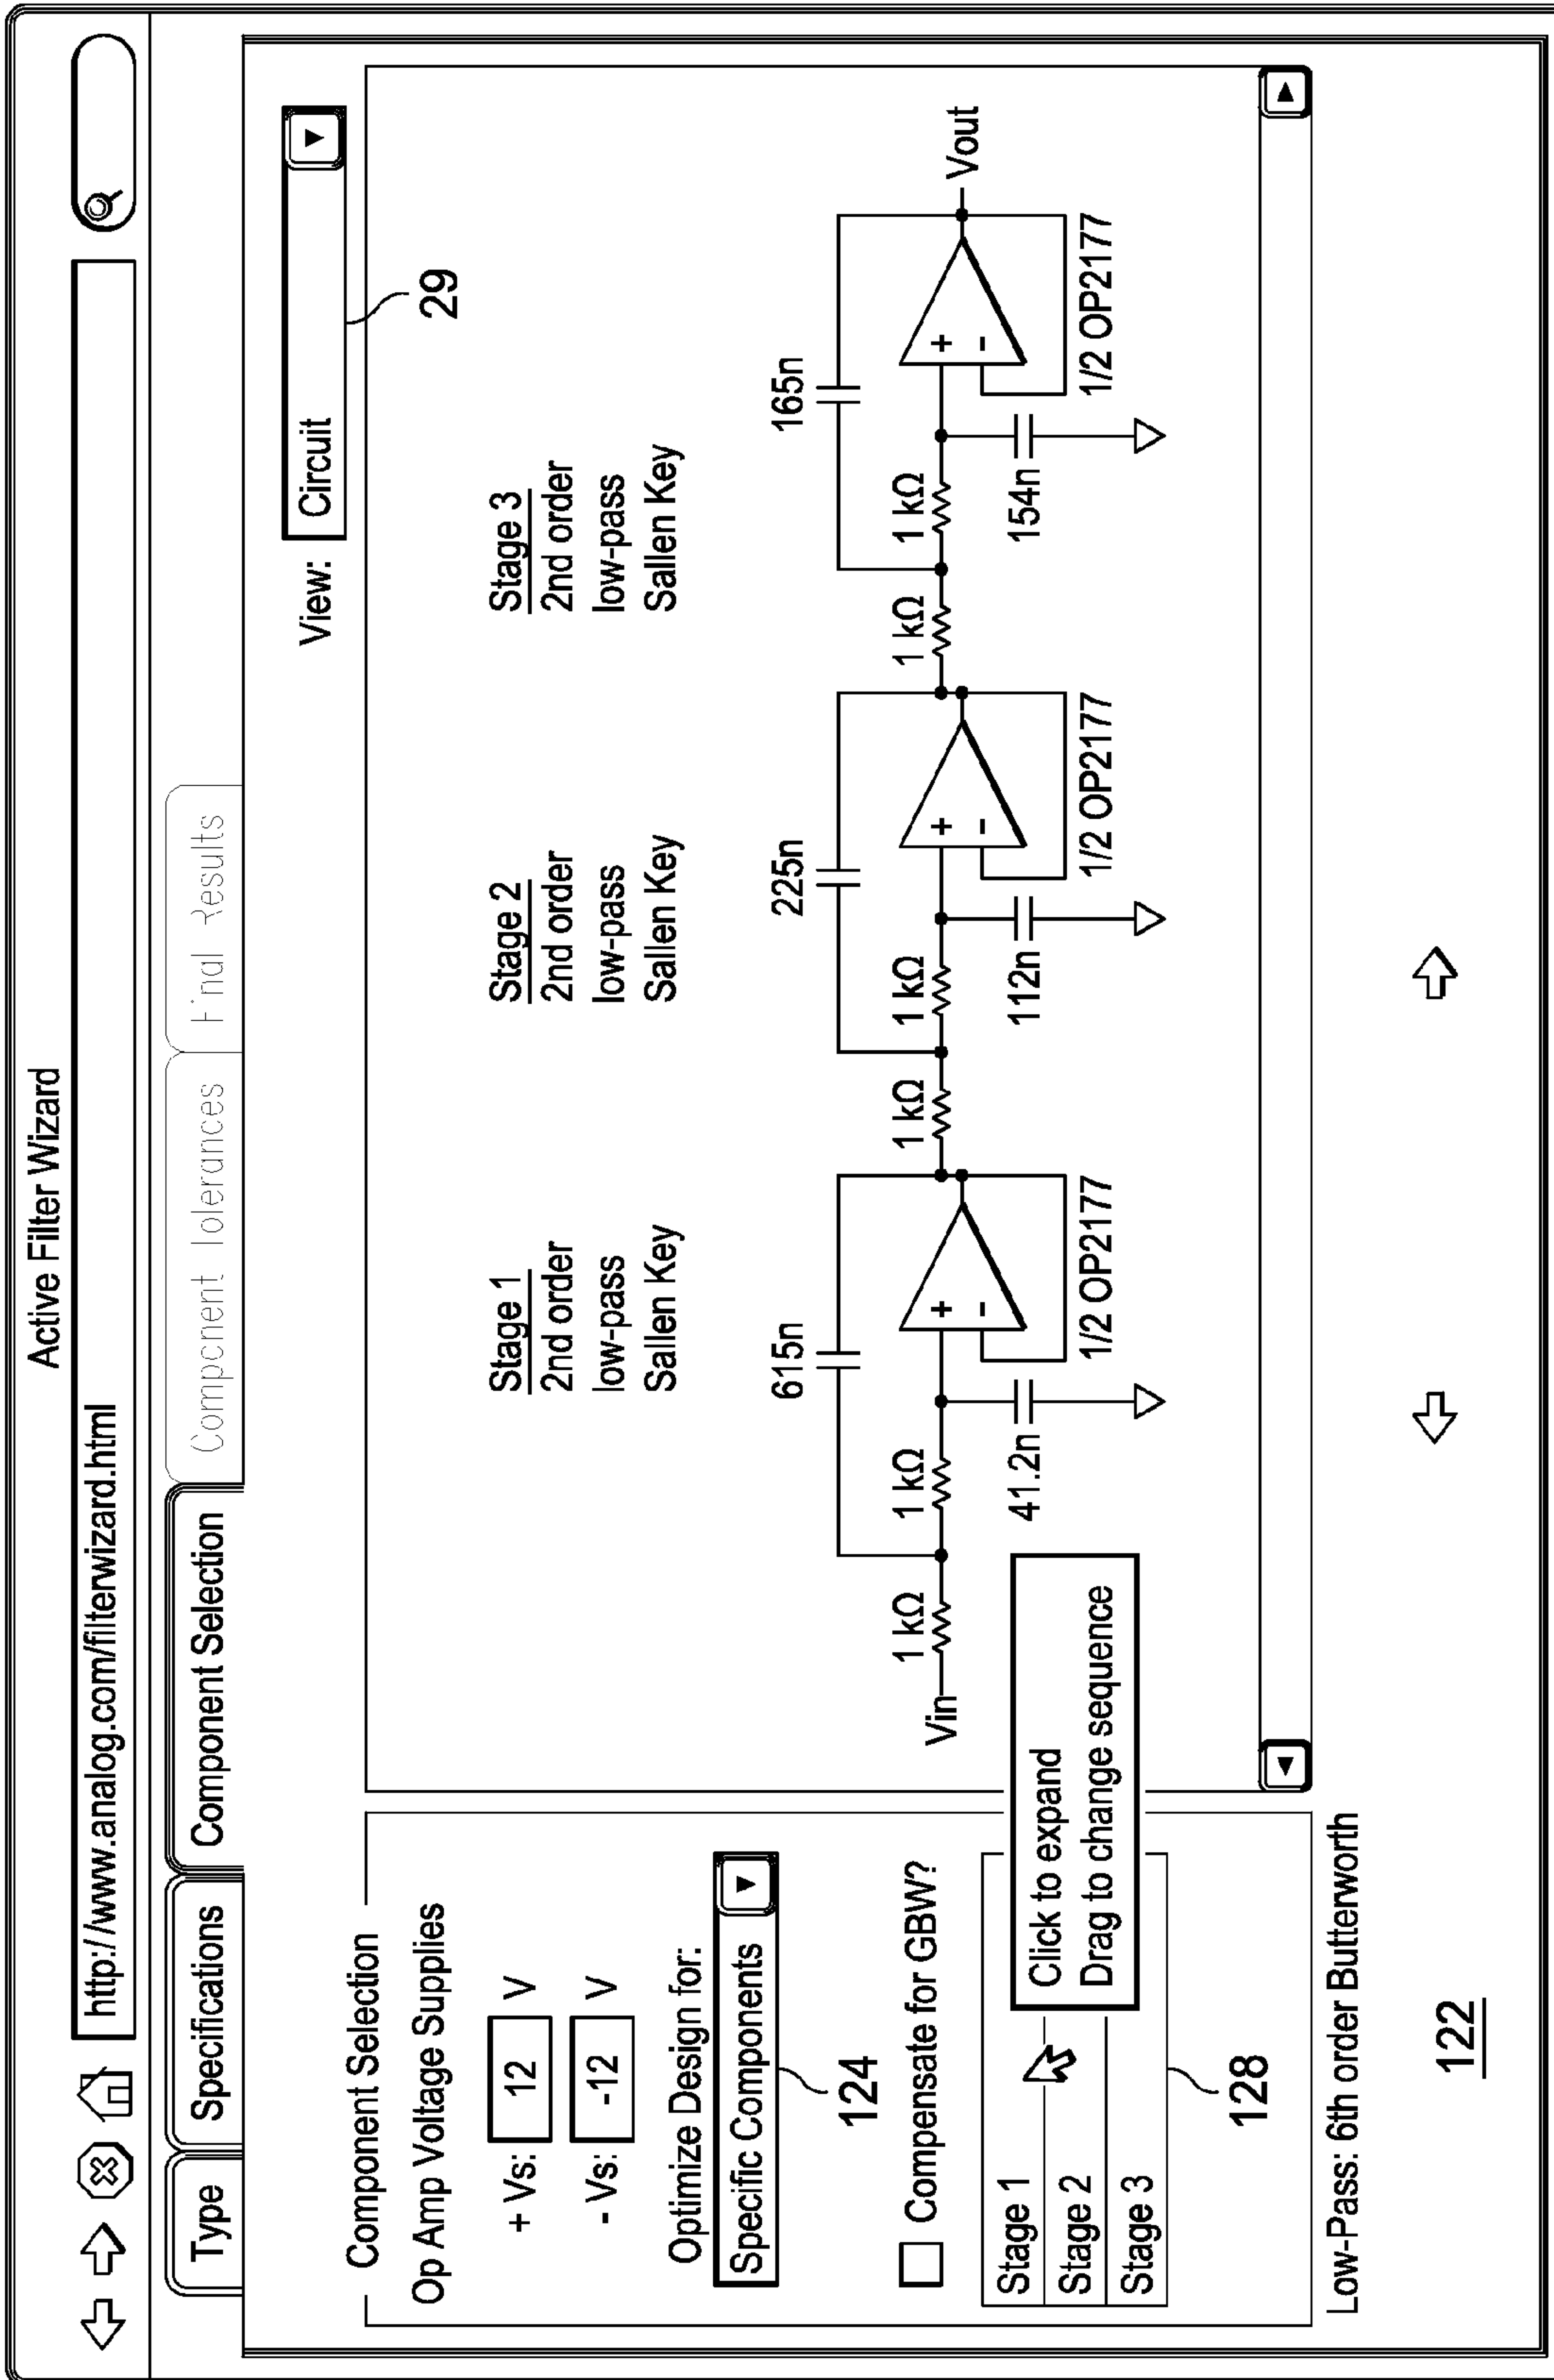 Active Filter Wizard
http://www.analog.com/filterwizard.html
Type
Specifications
Component Selection
Component Tolerances
Final Results
Component Selection
Op Amp Voltage Supplies
+ Vs: 12 V
- Vs: -12 V
Optimize Design for:
Specific Components
124
Compensate for GBW?
Stage 1
Stage 2
Stage 3
Click to expand
Drag to change sequence
128
View: Circuit
29
Stage 1
2nd order
low-pass
Sallen Key
Stage 2
2nd order
low-pass
Sallen Key
Stage 3
2nd order
low-pass
Sallen Key
615n
225n
165n
Vin 1 kΩ 1 kΩ + - 1 kΩ 1 kΩ + - 1 kΩ 1 kΩ + - Vout
41.2n
112n
154n
1/2 OP2177
1/2 OP2177
1/2 OP2177
Low-Pass: 6th order Butterworth
122